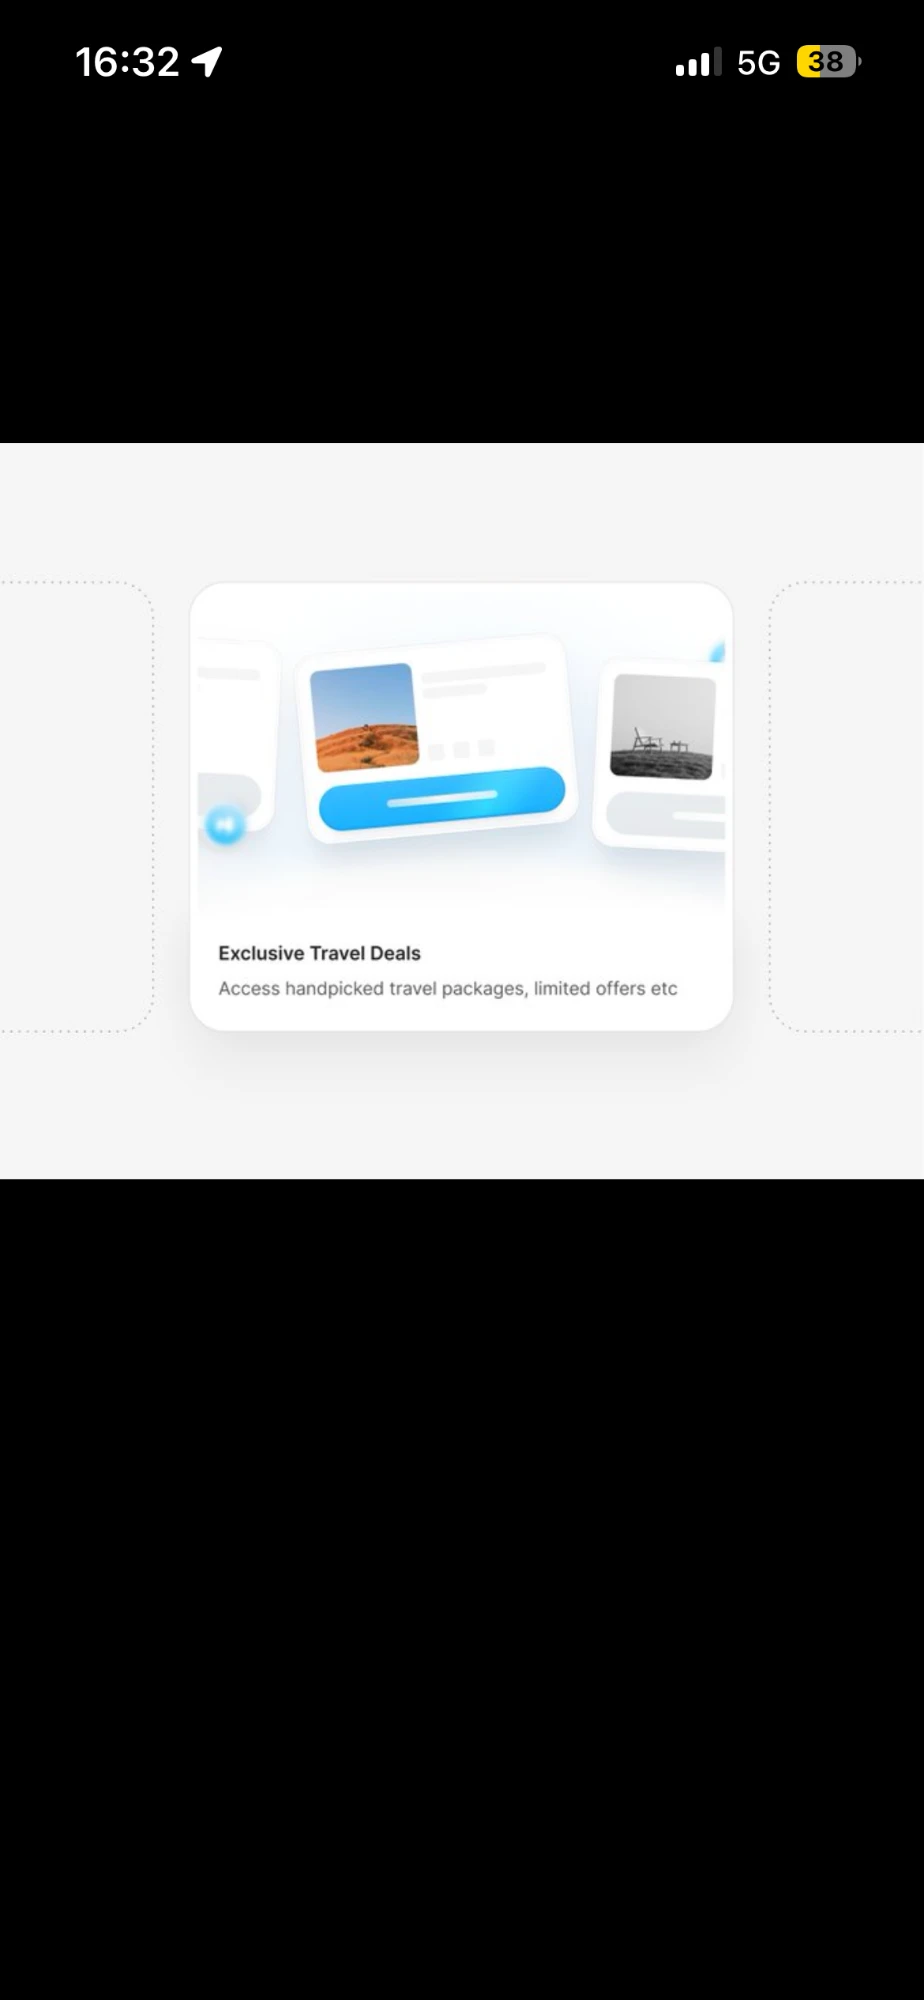 16:32
5G
38
Exclusive Travel Deals
Access handpicked travel packages, limited offers etc